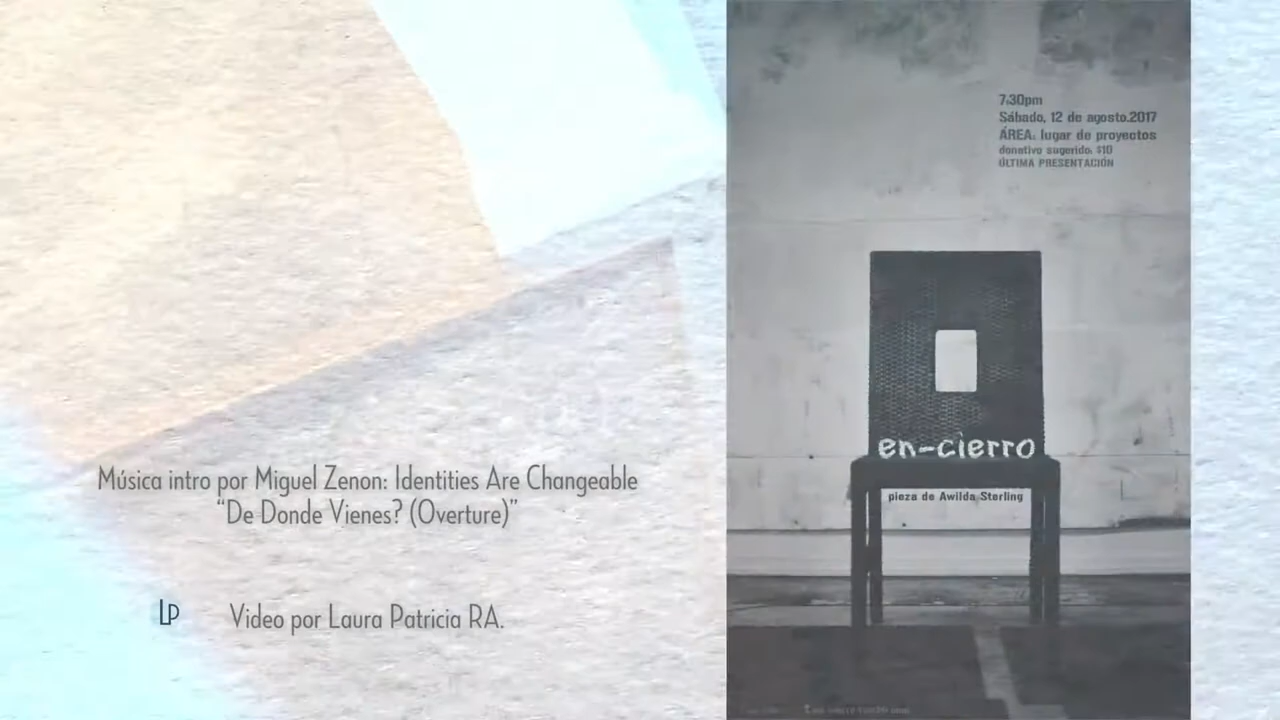 Música intro por Miguel Zenon: Identities Are Changeable
“De Donde Vienes? (Overture)”
LP
Video por Laura Patricia RA.
7:30pm
Sábado, 12 de agosto.2017
ÁREA: lugar de proyectos
donativo sugerido: $10
ÚLTIMA PRESENTACIÓN
en-cierro
pieza de Awilda Sterling